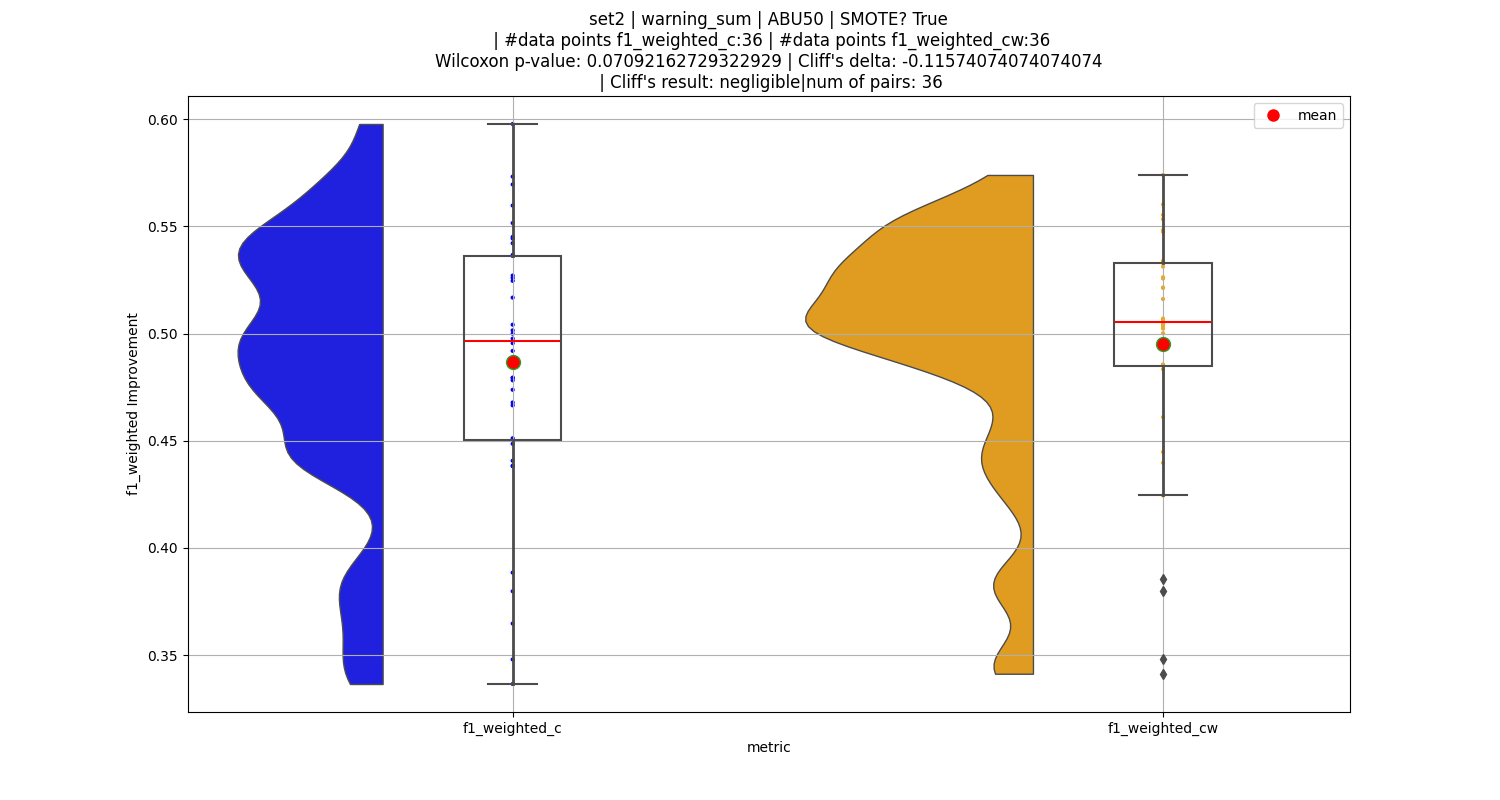 set2 | warning_sum | ABU50 | SMOTE? True
| #data points f1_weighted_c:36 | #data points f1_weighted_cw:36
Wilcoxon p-value: 0.07092162729322929 | Cliff's delta: -0.11574074074074074
| Cliff's result: negligible|num of pairs: 36
mean
0.60
0.55
0.50
0.45
0.40
0.35
f1_weighted Improvement
f1_weighted_c
f1_weighted_cw
metric